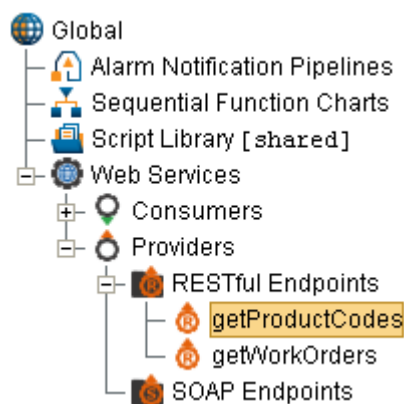 Global
Alarm Notification Pipelines
Sequential Function Charts
Script Library [shared]
Web Services
Consumers
Providers
RESTful Endpoints
getProductCodes
getWorkOrders
SOAP Endpoints